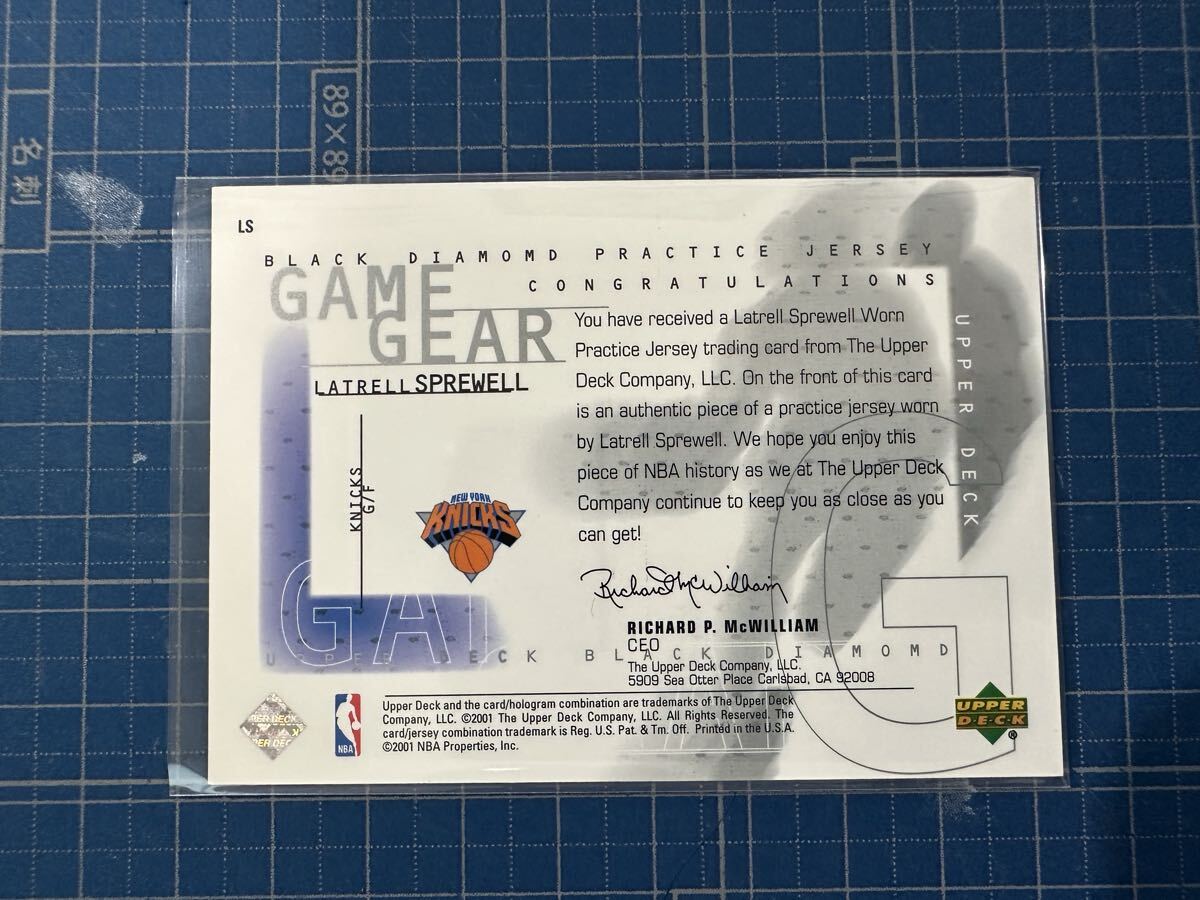 名刺
89×89
LS
BLACK DIAMOMD PRACTICE JERSEY
CONGRATULATIONS
GAME
GEAR
LATRELL SPREWELL
KNICKS
G/F
NEW YORK
KNICKS
You have received a Latrell Sprewell Worn
Practice Jersey trading card from The Upper
Deck Company, LLC. On the front of this card
is an authentic piece of a practice jersey worn
by Latrell Sprewell. We hope you enjoy this
piece of NBA history as we at The Upper Deck
Company continue to keep you as close as you
can get!
UPPER DECK
Richard McWilliam
RICHARD P. McWILLIAM
CEO
The Upper Deck Company, LLC.
5909 Sea Otter Place Carlsbad, CA 92008
GA
UPPER DECK BLACK DIAMOMD
G
NBA
Upper Deck and the card/hologram combination are trademarks of The Upper Deck
Company, LLC. ©2001 The Upper Deck Company, LLC. All Rights Reserved. The
card/jersey combination trademark is Reg. U.S. Pat. & Tm. Off. Printed in the U.S.A.
©2001 NBA Properties, Inc.
UPPER
D·E·C·K
®